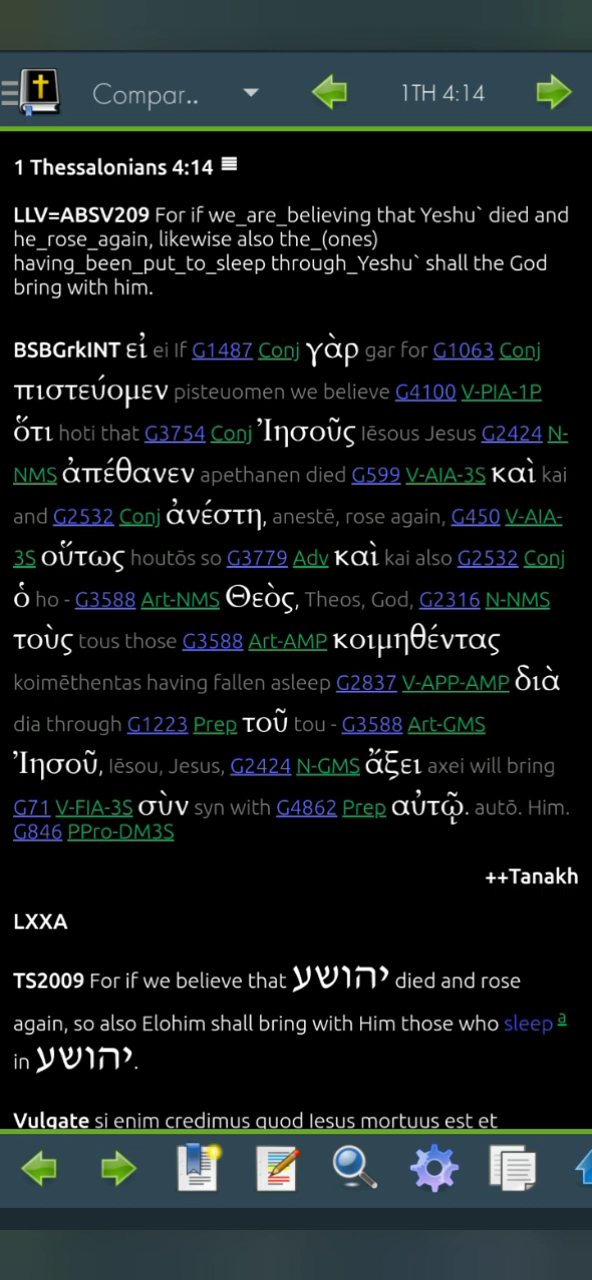 Compar..
1TH 4:14
1 Thessalonians 4:14
LLV=ABSV209 For if we_are_believing that Yeshu` died and
he_rose_again, likewise also the_(ones)
having_been_put_to_sleep through_Yeshu` shall the God
bring with him.
BSBGrkINT εἰ ei If G1487 Conj γὰρ gar for G1063 Conj
πιστεύομεν pisteuomen we believe G4100 V-PIA-1P
ὅτι hoti that G3754 Conj Ἰησοῦς Iēsous Jesus G2424 N-
NMS ἀπέθανεν apethanen died G599 V-AIA-3S καὶ kai
and G2532 Conj ἀνέστη, anestē, rose again, G450 V-AIA-
3S οὕτως houtōs so G3779 Adv καὶ kai also G2532 Conj
ὁ ho - G3588 Art-NMS Θεὸς, Theos, God, G2316 N-NMS
τοὺς tous those G3588 Art-AMP κοιμηθέντας
koimēthentas having fallen asleep G2837 V-APP-AMP διὰ
dia through G1223 Prep τοῦ tou - G3588 Art-GMS
Ἰησοῦ, Iēsou, Jesus, G2424 N-GMS ἄξει axei will bring
G71 V-FIA-3S σὺν syn with G4862 Prep αὐτῷ. autō. Him.
G846 PPro-DM3S
++Tanakh
LXXA
TS2009 For if we believe that יהושע died and rose
again, so also Elohim shall bring with Him those who sleep a
in יהושע.
Vulgate si enim credimus quod Iesus mortuus est et